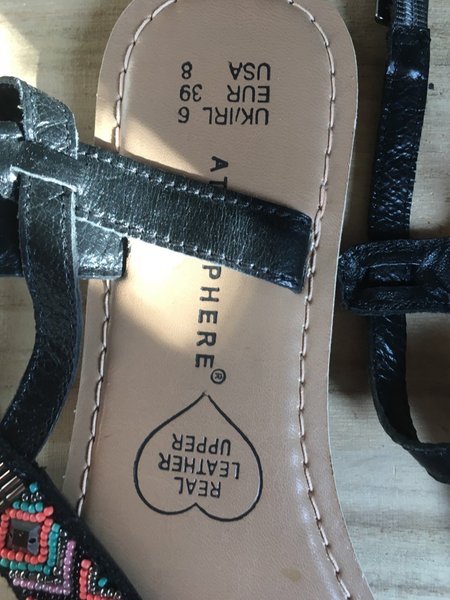 UK/IRL 6
EUR 39
USA 8
AT PHERE®
REAL
LEATHER
UPPER